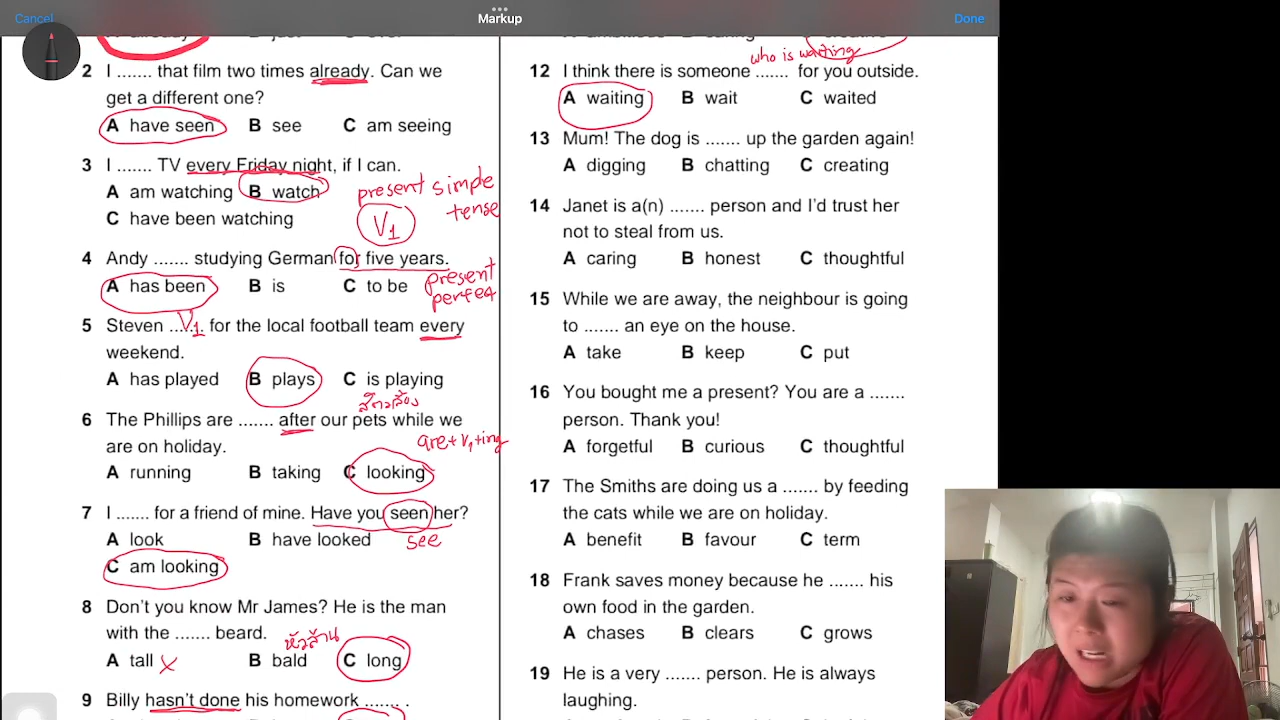 Cancel
Markup
Done
2 I ....... that film two times already. Can we
get a different one?
A have seen B see C am seeing
3 I ....... TV every Friday night, if I can.
A am watching B watch
C have been watching
present simple
tense
V1
4 Andy ....... studying German for five years.
A has been B is C to be
present
perfect
5 Steven ....... for the local football team every
V1
weekend.
A has played B plays C is playing
6 The Phillips are ....... after our pets while we
are on holiday.
are+V1+ing
A running B taking C looking
7 I ....... for a friend of mine. Have you seen her?
A look B have looked
see
C am looking
8 Don't you know Mr James? He is the man
with the ....... beard.
หัวล้าน
A tall x B bald C long
9 Billy hasn't done his homework ....... .
who is waiting
12 I think there is someone ....... for you outside.
A waiting B wait C waited
13 Mum! The dog is ....... up the garden again!
A digging B chatting C creating
14 Janet is a(n) ....... person and I'd trust her
not to steal from us.
A caring B honest C thoughtful
15 While we are away, the neighbour is going
to ....... an eye on the house.
A take B keep C put
16 You bought me a present? You are a .......
person. Thank you!
A forgetful B curious C thoughtful
17 The Smiths are doing us a ....... by feeding
the cats while we are on holiday.
A benefit B favour C term
18 Frank saves money because he ....... his
own food in the garden.
A chases B clears C grows
19 He is a very ....... person. He is always
laughing.